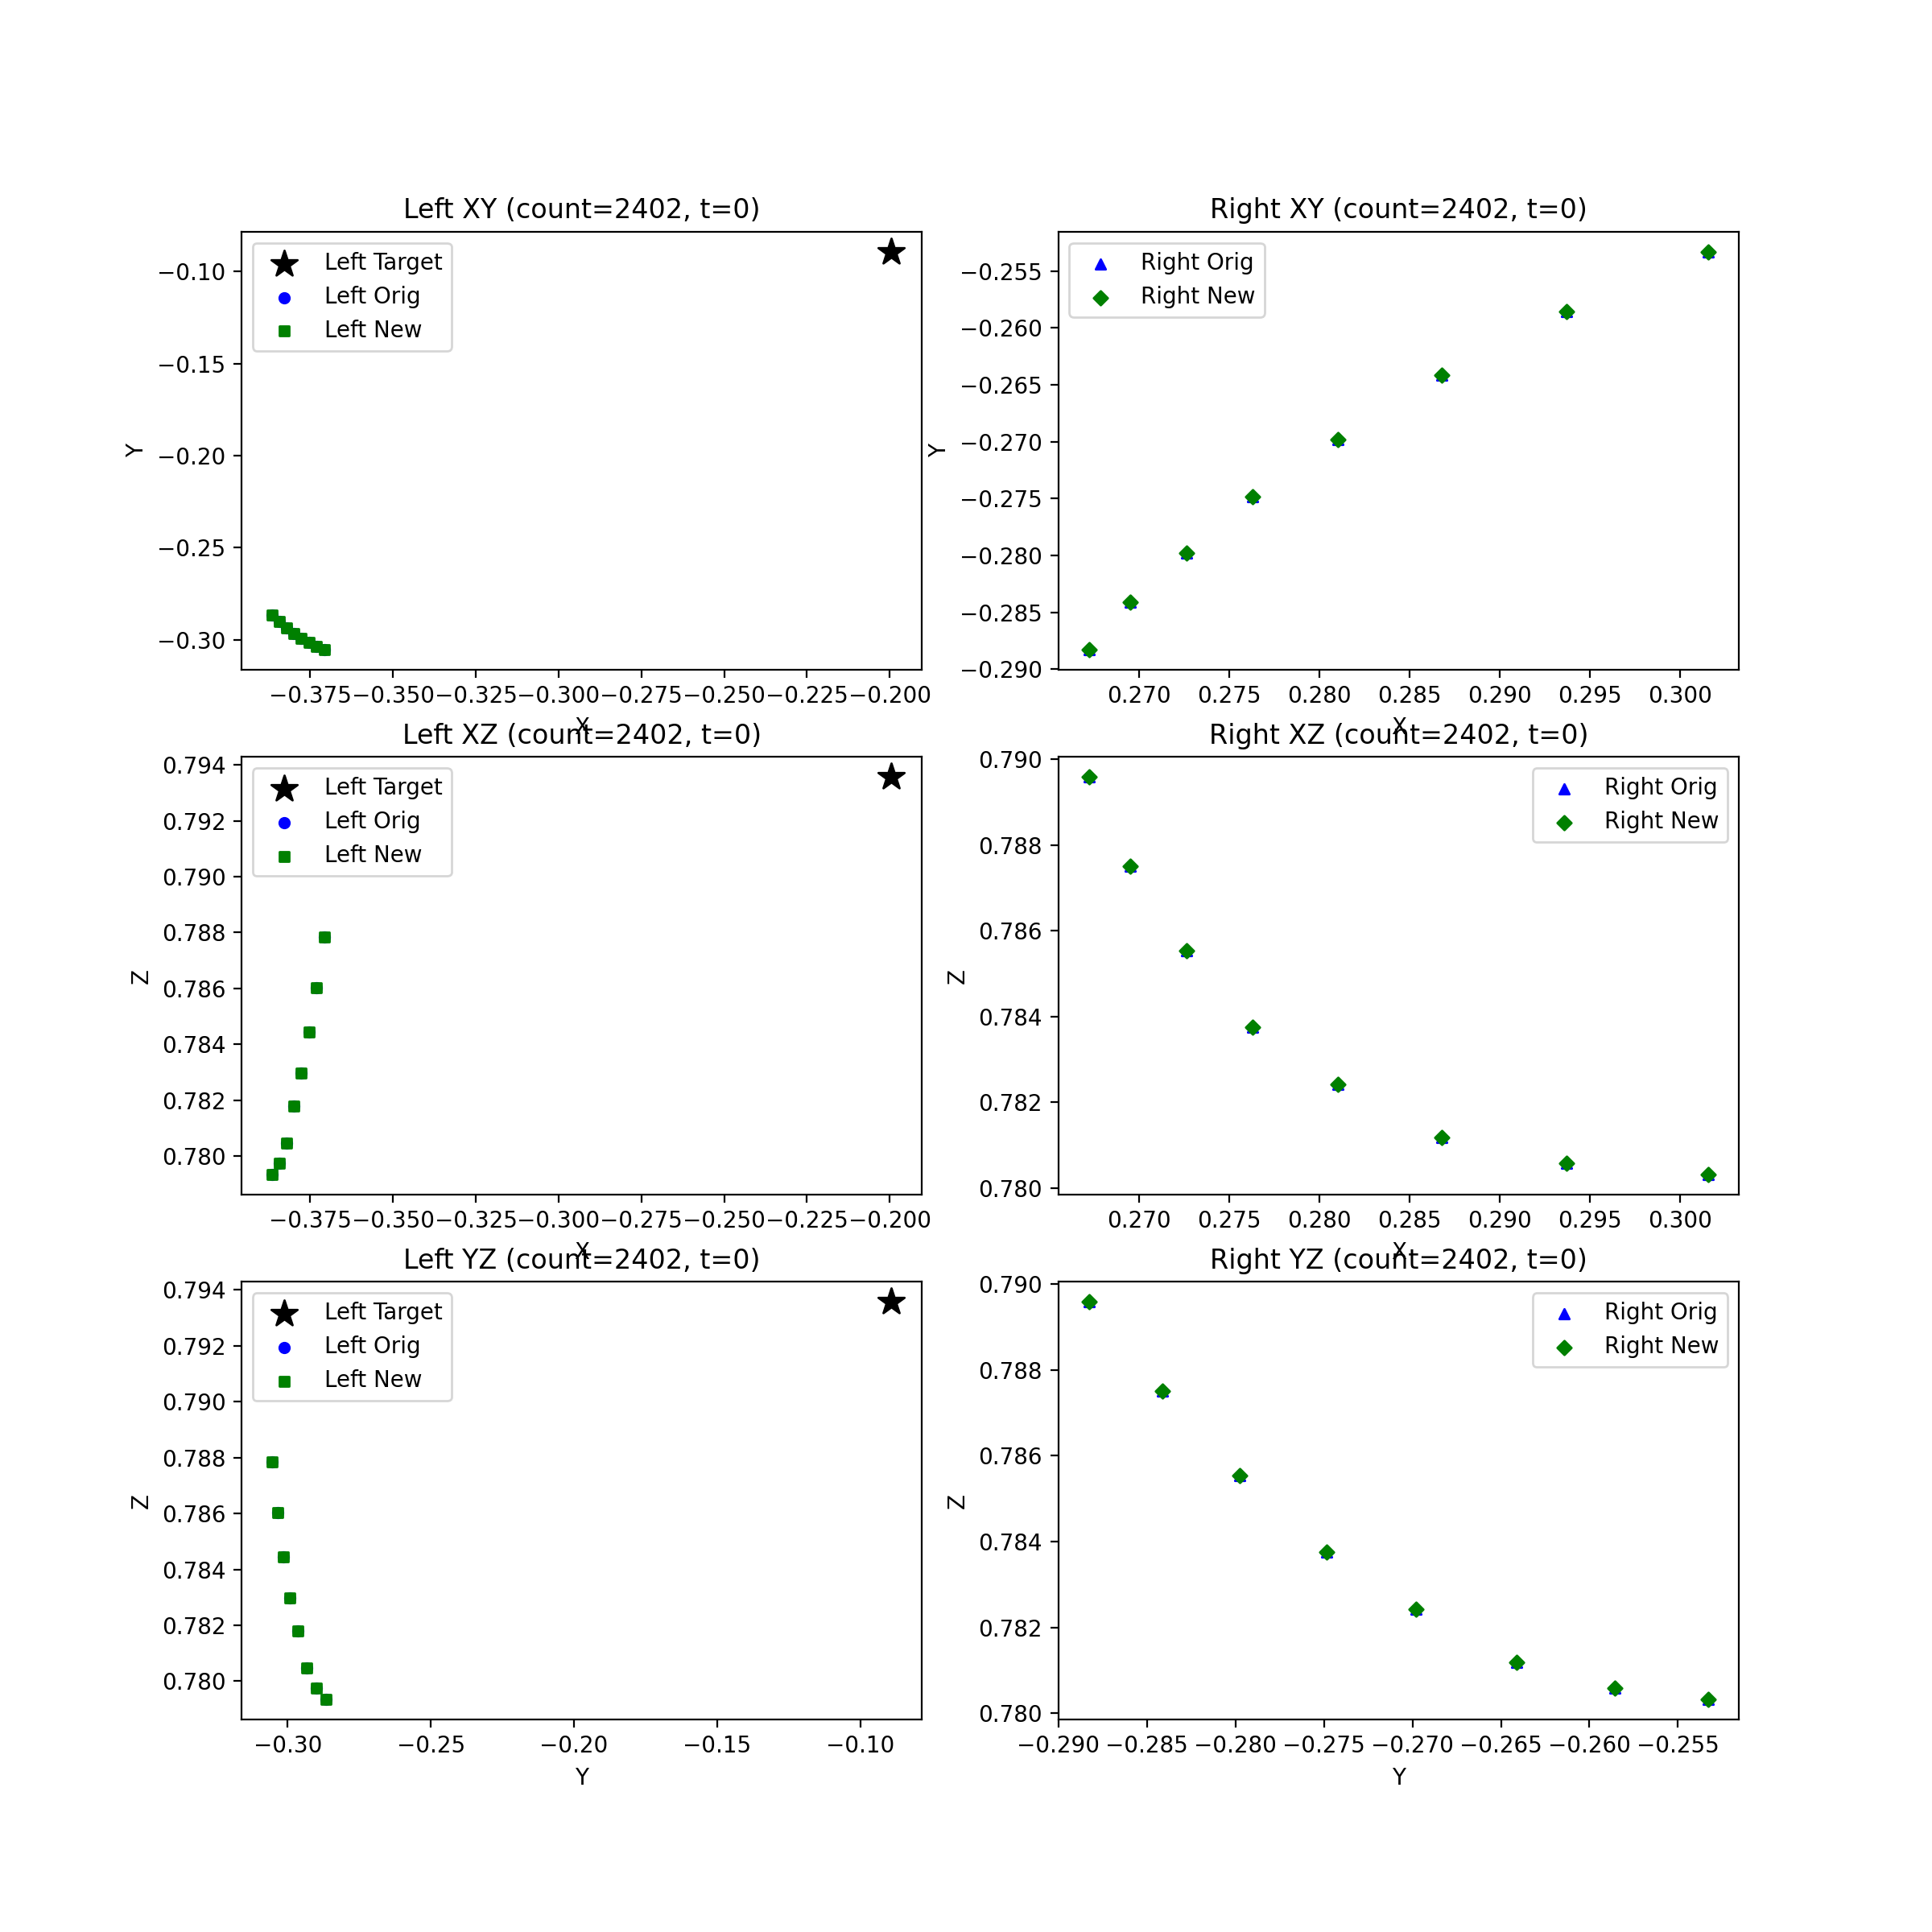 Left XY (count=2402, t=0)
Left Target
Left Orig
Left New
−0.10
−0.15
−0.20
−0.25
−0.30
Y
−0.375 −0.350 −0.325 −0.300 −0.275 −0.250 −0.225 −0.200
X
Right XY (count=2402, t=0)
Right Orig
Right New
−0.255
−0.260
−0.265
−0.270
−0.275
−0.280
−0.285
−0.290
Y
0.270 0.275 0.280 0.285 0.290 0.295 0.300
X
Left XZ (count=2402, t=0)
Left Target
Left Orig
Left New
0.794
0.792
0.790
0.788
0.786
0.784
0.782
0.780
Z
−0.375 −0.350 −0.325 −0.300 −0.275 −0.250 −0.225 −0.200
X
Right XZ (count=2402, t=0)
Right Orig
Right New
0.790
0.788
0.786
0.784
0.782
0.780
Z
0.270 0.275 0.280 0.285 0.290 0.295 0.300
X
Left YZ (count=2402, t=0)
Left Target
Left Orig
Left New
0.794
0.792
0.790
0.788
0.786
0.784
0.782
0.780
Z
−0.30 −0.25 −0.20 −0.15 −0.10
Y
Right YZ (count=2402, t=0)
Right Orig
Right New
0.790
0.788
0.786
0.784
0.782
0.780
Z
−0.290 −0.285 −0.280 −0.275 −0.270 −0.265 −0.260 −0.255
Y